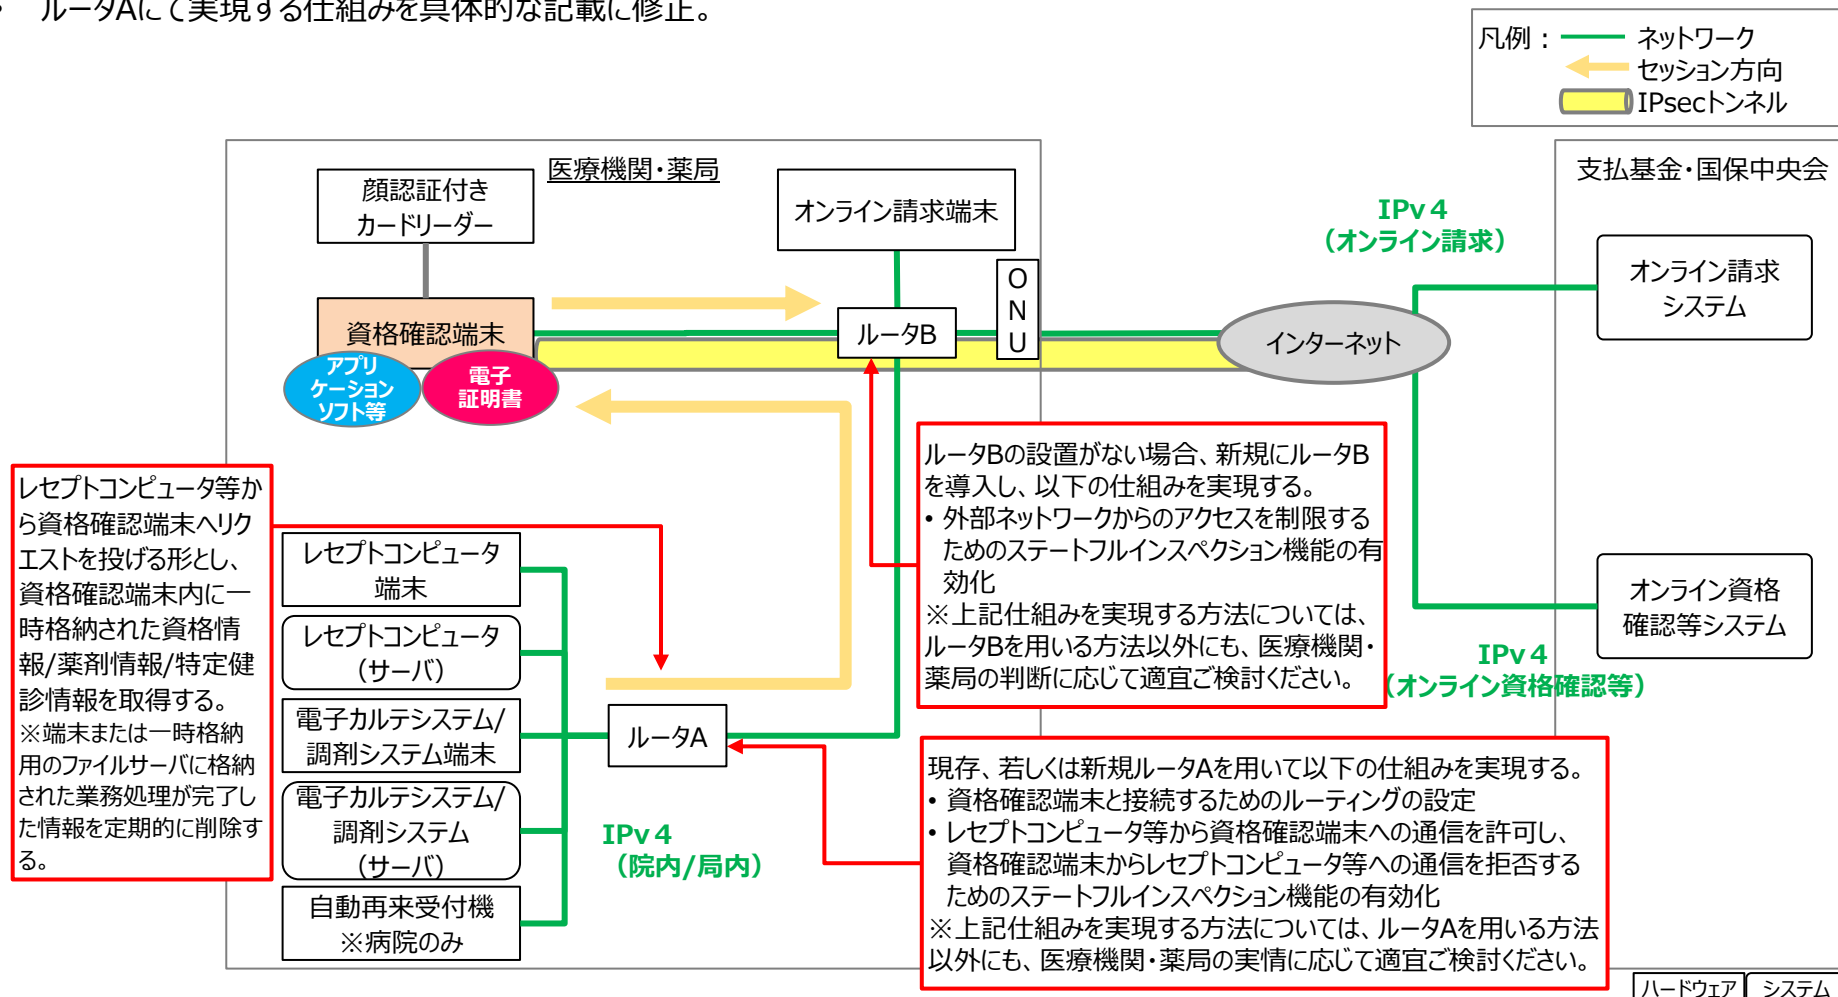 • ルータAにて実現する仕組みを具体的な記載に修正。
凡例：
ネットワーク
セッション方向
IPsecトンネル
医療機関・薬局
支払基金・国保中央会
顔認証付き
カードリーダー
オンライン請求端末
IPv４
（オンライン請求）
オンライン請求
システム
O
N
U
資格確認端末
ルータB
インターネット
アプリ
ケーション
ソフト等
電子
証明書
ルータBの設置がない場合、新規にルータB
を導入し、以下の仕組みを実現する。
• 外部ネットワークからのアクセスを制限する
ためのステートフルインスペクション機能の有
効化
※上記仕組みを実現する方法については、
ルータBを用いる方法以外にも、医療機関・
薬局の判断に応じて適宜ご検討ください。
レセプトコンピュータ等か
ら資格確認端末へリク
エストを投げる形とし、
資格確認端末内に一
時格納された資格情
報/薬剤情報/特定健
診情報を取得する。
※端末または一時格納
用のファイルサーバに格納
された業務処理が完了し
た情報を定期的に削除す
る。
レセプトコンピュータ
端末
レセプトコンピュータ
（サーバ）
電子カルテシステム/
調剤システム端末
電子カルテシステム/
調剤システム
（サーバ）
自動再来受付機
※病院のみ
ルータA
IPv４
（院内/局内）
オンライン資格
確認等システム
IPv４
（オンライン資格確認等）
現存、若しくは新規ルータAを用いて以下の仕組みを実現する。
• 資格確認端末と接続するためのルーティングの設定
• レセプトコンピュータ等から資格確認端末への通信を許可し、
資格確認端末からレセプトコンピュータ等への通信を拒否する
ためのステートフルインスペクション機能の有効化
※上記仕組みを実現する方法については、ルータAを用いる方法
以外にも、医療機関・薬局の実情に応じて適宜ご検討ください。
ハードウェア
システム